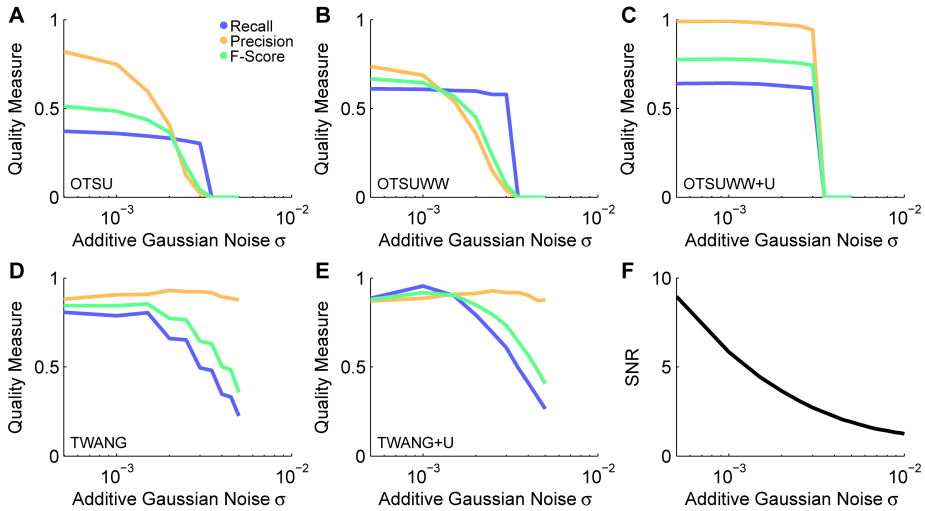 A
1
0.5
0
Quality Measure
Recall
Precision
F-Score
OTSU
10⁻³
10⁻²
Additive Gaussian Noise σ
B
1
0.5
0
Quality Measure
OTSUWW
10⁻³
10⁻²
Additive Gaussian Noise σ
C
1
0.5
0
Quality Measure
OTSUWW+U
10⁻³
10⁻²
Additive Gaussian Noise σ
D
1
0.5
0
Quality Measure
TWANG
10⁻³
10⁻²
Additive Gaussian Noise σ
E
1
0.5
0
Quality Measure
TWANG+U
10⁻³
10⁻²
Additive Gaussian Noise σ
F
10
5
0
SNR
10⁻³
10⁻²
Additive Gaussian Noise σ